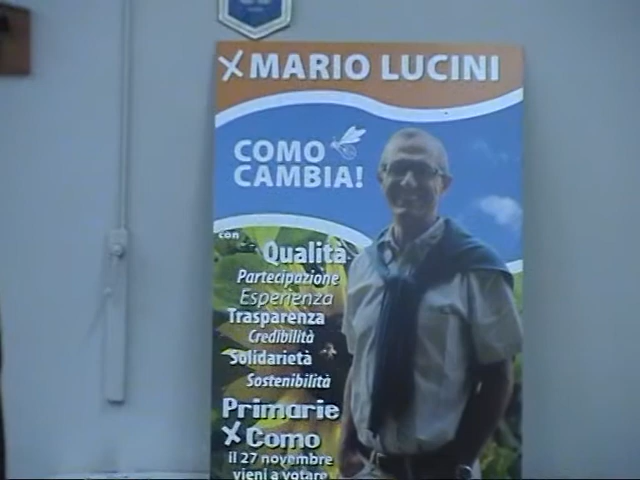 X MARIO LUCINI
COMO
CAMBIA!
con
Qualità
Partecipazione
Esperienza
Trasparenza
Credibilità
Solidarietà
Sostenibilità
Primarie
X Como
il 27 novembre
vieni a votare